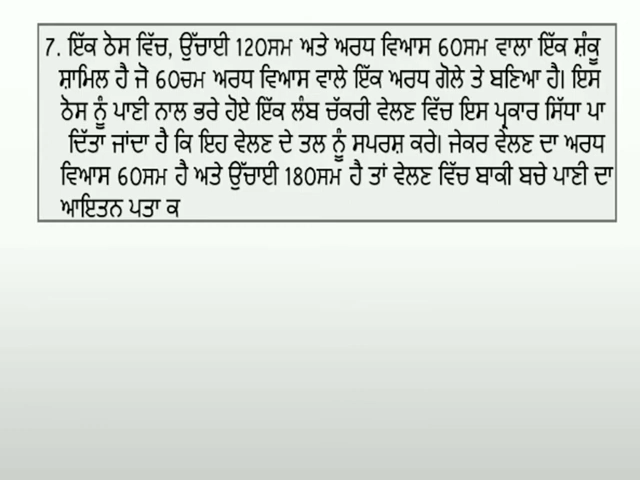 7. ਇੱਕ ਠੋਸ ਵਿੱਚ, ਉੱਚਾਈ 120ਸਮ ਅਤੇ ਅਰਧ ਵਿਆਸ 60ਸਮ ਵਾਲਾ ਇੱਕ ਸ਼ੰਕੂ
ਸ਼ਾਮਿਲ ਹੈ ਜੋ 60ਚਮ ਅਰਧ ਵਿਆਸ ਵਾਲੇ ਇੱਕ ਅਰਧ ਗੋਲੇ ਤੇ ਬਣਿਆ ਹੈ। ਇਸ
ਠੋਸ ਨੂੰ ਪਾਣੀ ਨਾਲ ਭਰੇ ਹੋਏ ਇੱਕ ਲੰਬ ਚੱਕਰੀ ਵੇਲਣ ਵਿੱਚ ਇਸ ਪ੍ਰਕਾਰ ਸਿੱਧਾ ਪਾ
ਦਿੱਤਾ ਜਾਂਦਾ ਹੈ ਕਿ ਇਹ ਵੇਲਣ ਦੇ ਤਲ ਨੂੰ ਸਪਰਸ਼ ਕਰੇ। ਜੇਕਰ ਵੇਲਣ ਦਾ ਅਰਧ
ਵਿਆਸ 60ਸਮ ਹੈ ਅਤੇ ਉੱਚਾਈ 180ਸਮ ਹੈ ਤਾਂ ਵੇਲਣ ਵਿੱਚ ਬਾਕੀ ਬਚੇ ਪਾਣੀ ਦਾ
ਆਇਤਨ ਪਤਾ ਕ